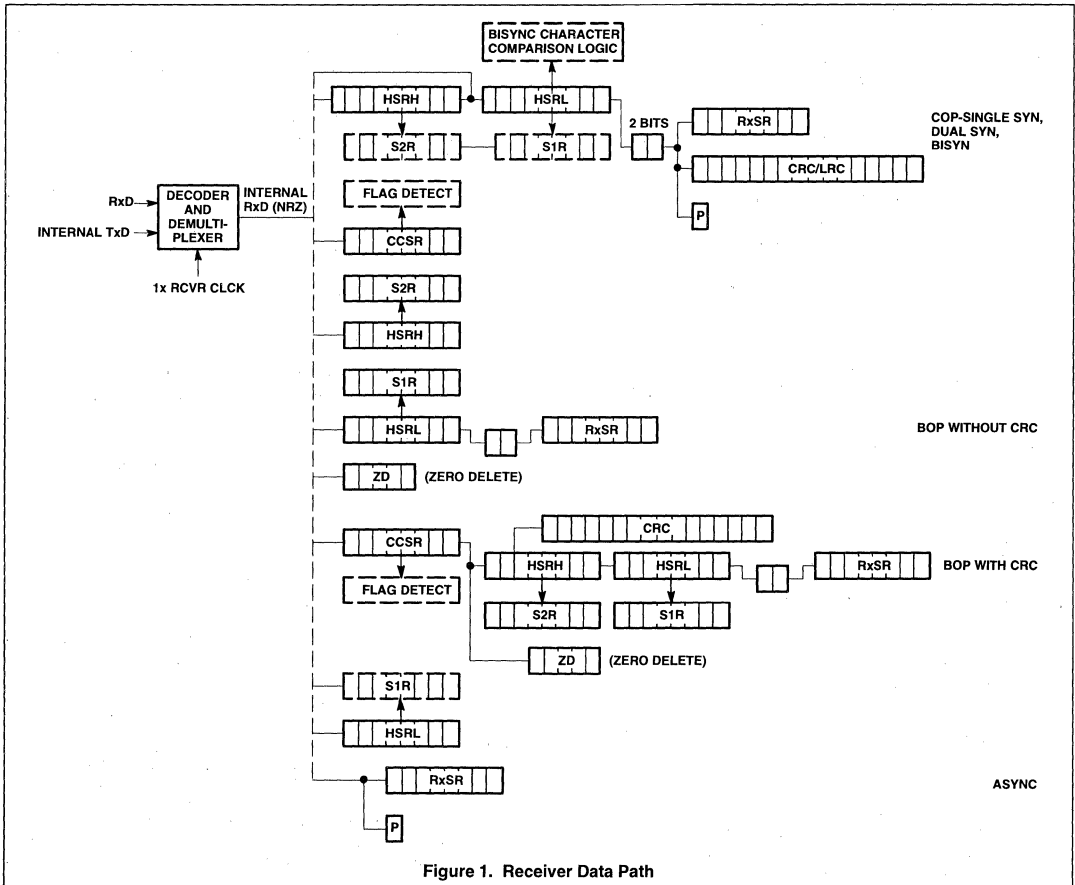 BISYNC CHARACTER
COMPARISON LOGIC
HSRH
HSRL
2 BITS
RxSR
COP-SINGLE SYN,
DUAL SYN,
BISYN
S2R
S1R
CRC/LRC
P
FLAG DETECT
RxD
INTERNAL TxD
DECODER
AND
DEMULTI-
PLEXER
INTERNAL
RxD (NRZ)
1x RCVR CLCK
CCSR
S2R
HSRH
S1R
HSRL
RxSR
BOP WITHOUT CRC
ZD
(ZERO DELETE)
CRC
CCSR
HSRH
HSRL
RxSR
BOP WITH CRC
FLAG DETECT
S2R
S1R
ZD
(ZERO DELETE)
S1R
HSRL
RxSR
ASYNC
P
Figure 1. Receiver Data Path